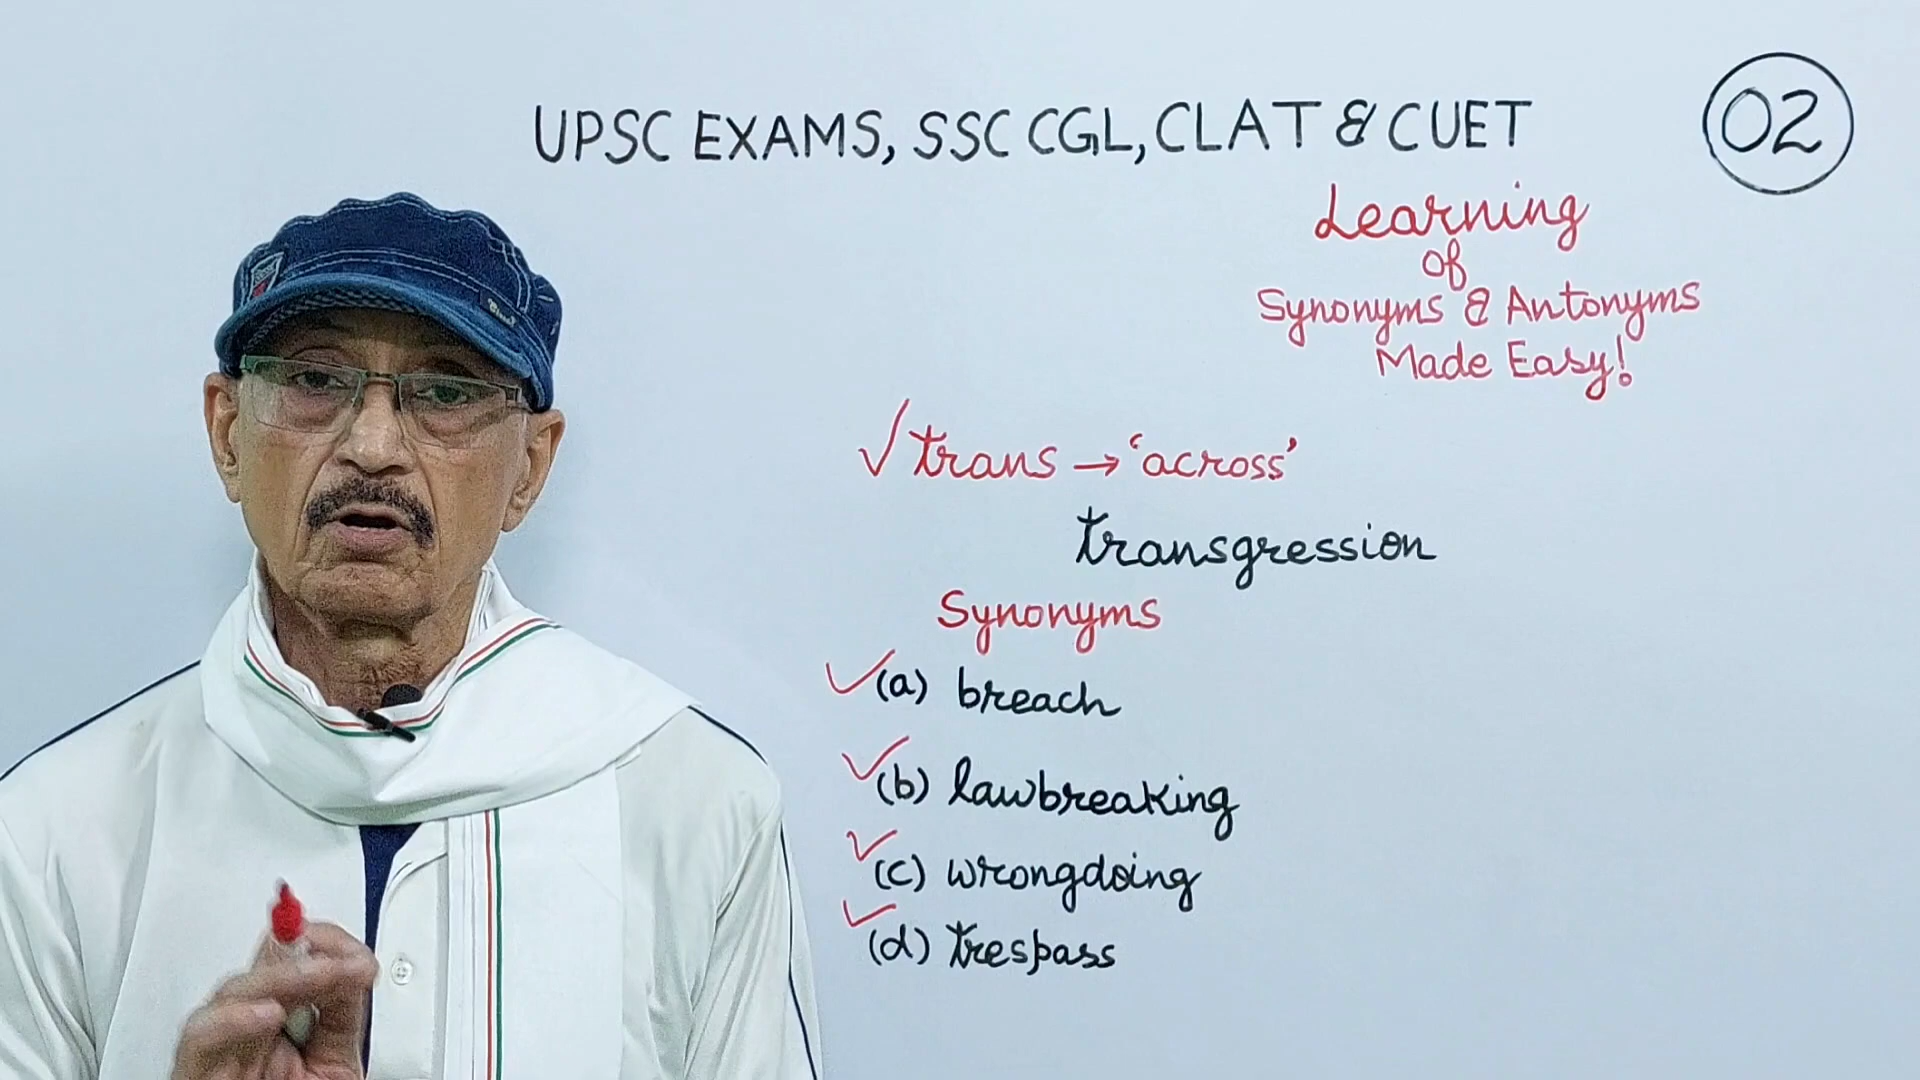 UPSC EXAMS, SSC CGL, CLAT & CUET
02
Learning
of
Synonyms & Antonyms
Made Easy!
trans → 'across'
transgression
Synonyms
(a) breach
(b) lawbreaking
(c) wrongdoing
(d) trespass